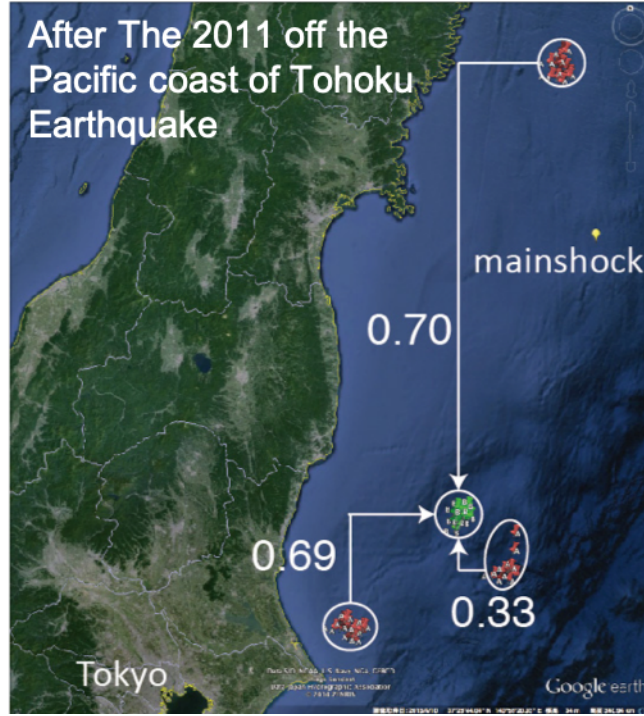 After The 2011 off the
Pacific coast of Tohoku
Earthquake
mainshock
0.70
0.69
0.33
Tokyo
Google earth